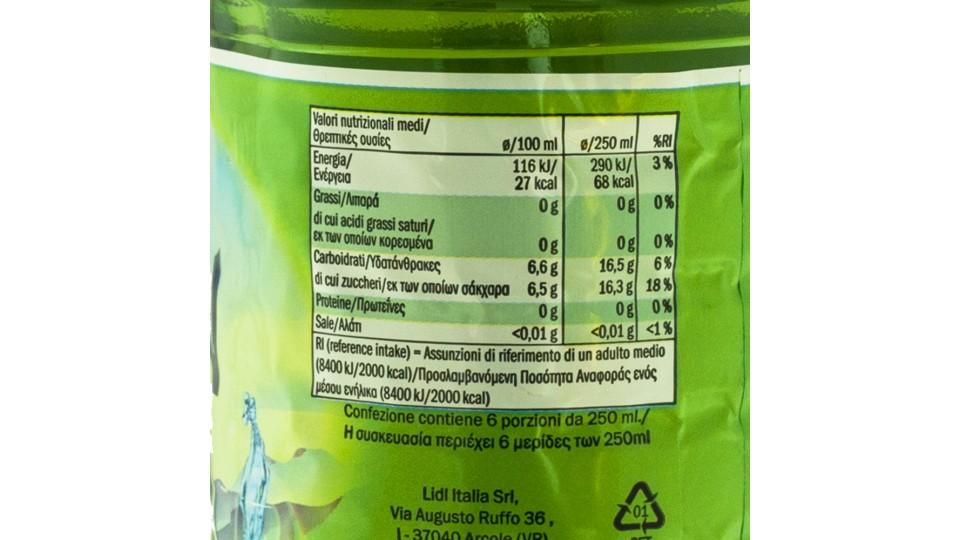 Valori nutrizionali medi/
Θρεπτικές ουσίες ø/100 ml ø/250 ml %RI
Energia/ 116 kJ/ 290 kJ/ 3%
Ενέργεια 27 kcal 68 kcal
Grassi/Λιπαρά 0 g 0 g 0%
di cui acidi grassi saturi/
εκ των οποίων κορεσμένα 0 g 0 g 0%
Carboidrati/Υδατάνθρακες 6,6 g 16,5 g 6%
di cui zuccheri/εκ των οποίων σάκχαρα 6,5 g 16,3 g 18%
Proteine/Πρωτεΐνες 0 g 0 g 0%
Sale/Αλάτι <0,01 g <0,01 g <1%
RI (reference intake) = Assunzioni di riferimento di un adulto medio
(8400 kJ/2000 kcal)/Προσλαμβανόμενη Ποσότητα Αναφοράς ενός
μέσου ενήλικα (8400 kJ/2000 kcal)
Confezione contiene 6 porzioni da 250 ml./
Η συσκευασία περιέχει 6 μερίδες των 250ml
Lidl Italia Srl,
Via Augusto Ruffo 36 ,
I - 37040 Arcole (VR)
01
PET